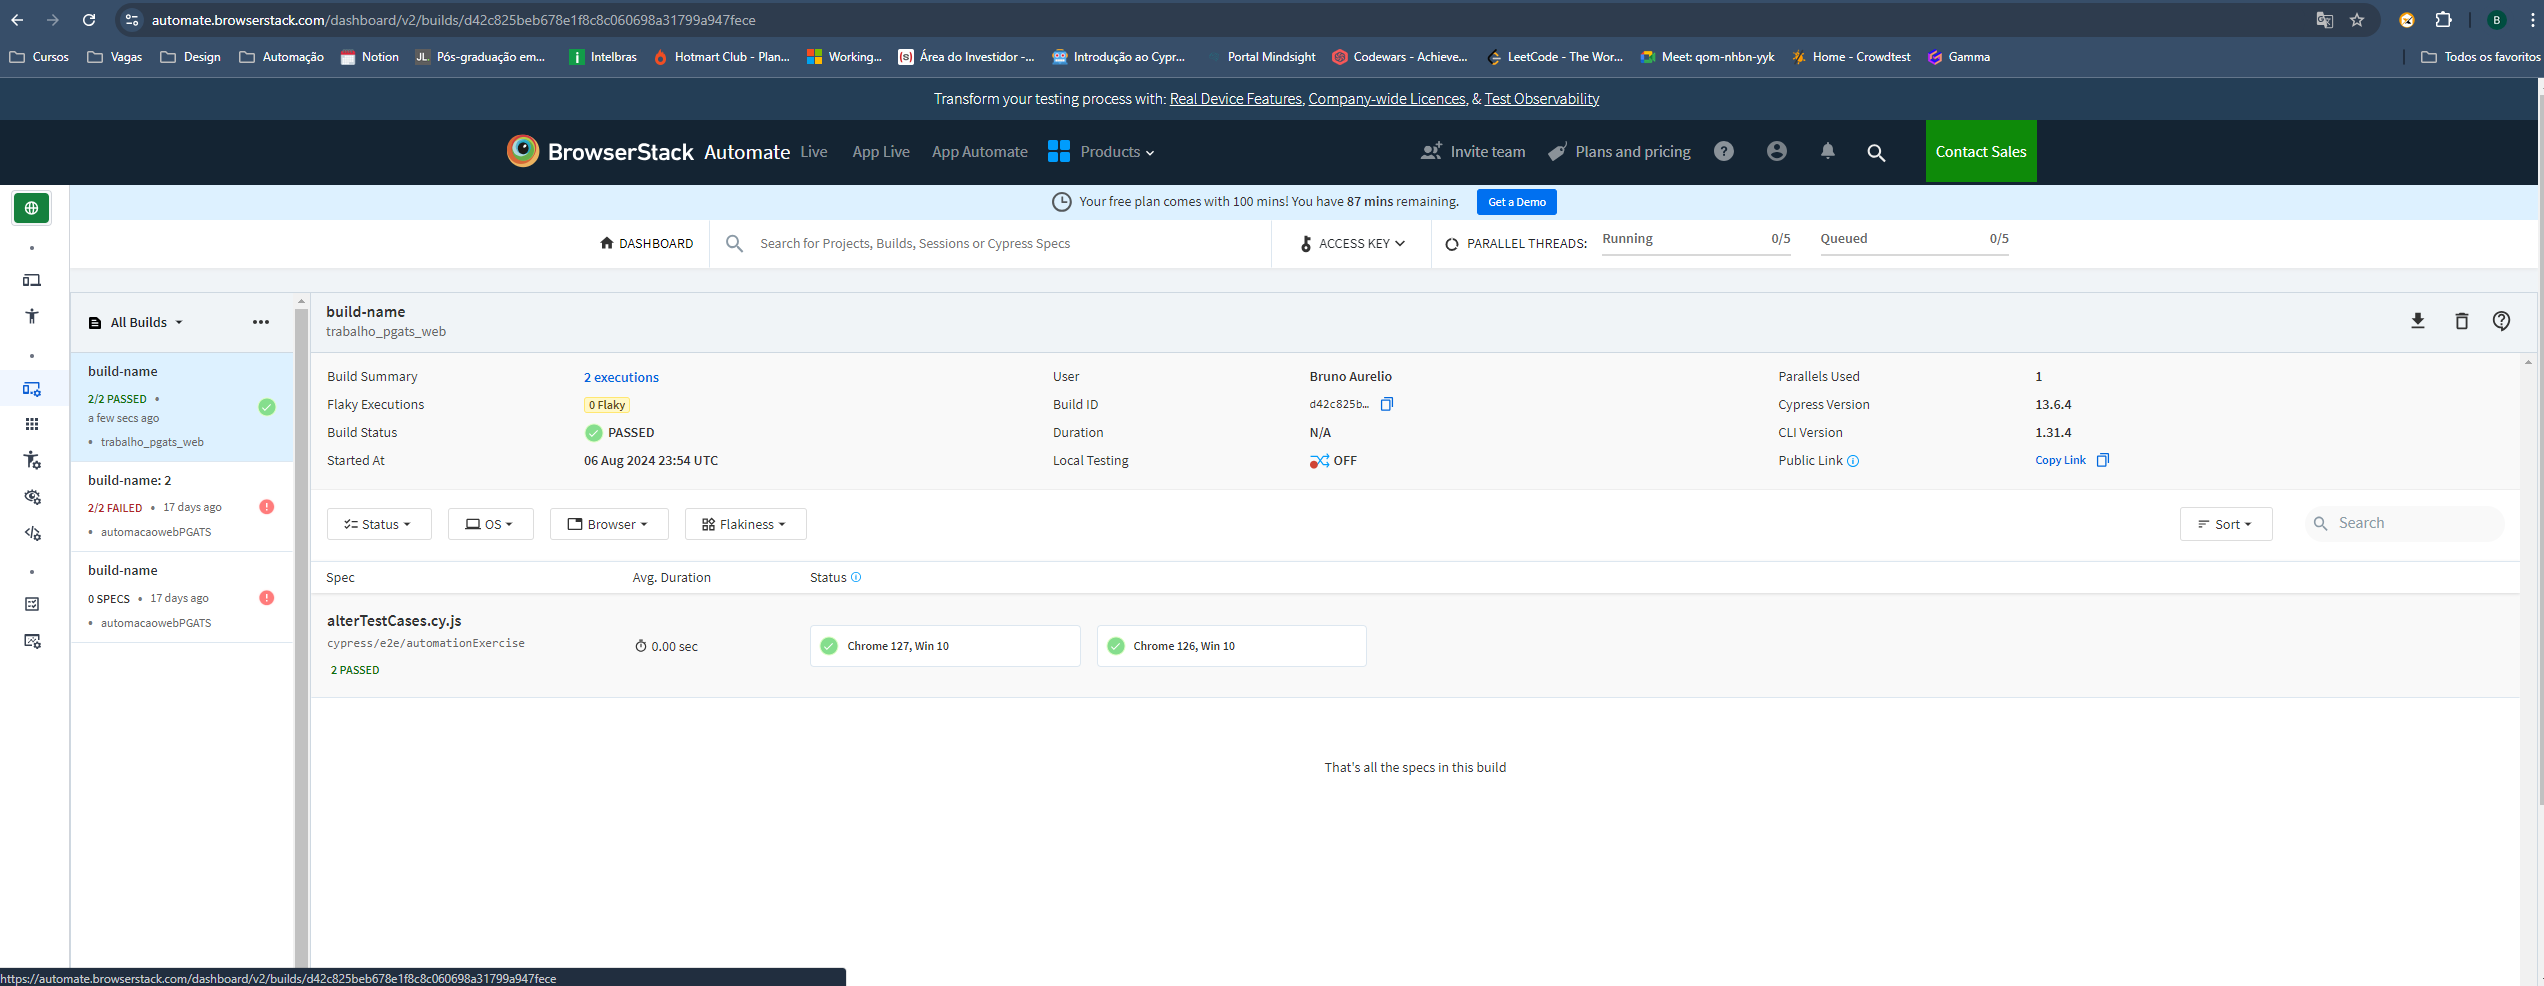 automate.browserstack.com/dashboard/v2/builds/d42c825beb678e1f8c8c060698a31799a947fece
B
Cursos Vagas Design Automação Notion JL Pós-graduação em... Intelbras Hotmart Club - Plan... Working... Área do Investidor -... Introdução ao Cypr... Portal Mindsight Codewars - Achieve... LeetCode - The Wor... Meet: qom-nhbn-yyk Home - Crowdtest Gamma Todos os favoritos
Transform your testing process with: Real Device Features, Company-wide Licences, & Test Observability
BrowserStack Automate Live App Live App Automate Products Invite team Plans and pricing Contact Sales
Your free plan comes with 100 mins! You have 87 mins remaining. Get a Demo
DASHBOARD Search for Projects, Builds, Sessions or Cypress Specs ACCESS KEY PARALLEL THREADS: Running 0/5 Queued 0/5
All Builds •••
build-name
2/2 PASSED •
a few secs ago
• trabalho_pgats_web
build-name: 2
2/2 FAILED • 17 days ago
• automacaowebPGATS
build-name
0 SPECS • 17 days ago
• automacaowebPGATS
build-name
trabalho_pgats_web
Build Summary 2 executions User Bruno Aurelio Parallels Used 1
Flaky Executions 0 Flaky Build ID d42c825b... Cypress Version 13.6.4
Build Status PASSED Duration N/A CLI Version 1.31.4
Started At 06 Aug 2024 23:54 UTC Local Testing OFF Public Link Copy Link
Status OS Browser Flakiness Sort Search
Spec Avg. Duration Status
alterTestCases.cy.js
cypress/e2e/automationExercise
2 PASSED
0.00 sec
Chrome 127, Win 10 Chrome 126, Win 10
That's all the specs in this build
https://automate.browserstack.com/dashboard/v2/builds/d42c825beb678e1f8c8c060698a31799a947fece